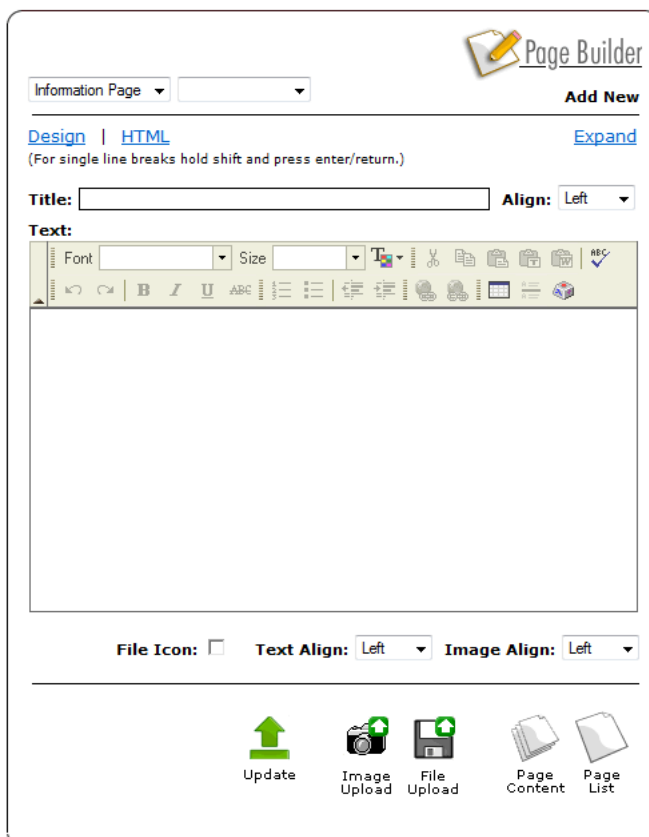 Page Builder
Information Page
Add New
Design | HTML Expand
(For single line breaks hold shift and press enter/return.)
Title: Align: Left
Text:
Font Size T ABC
B I U ABC
File Icon: Text Align: Left Image Align: Left
Update Image Upload File Upload Page Content Page List